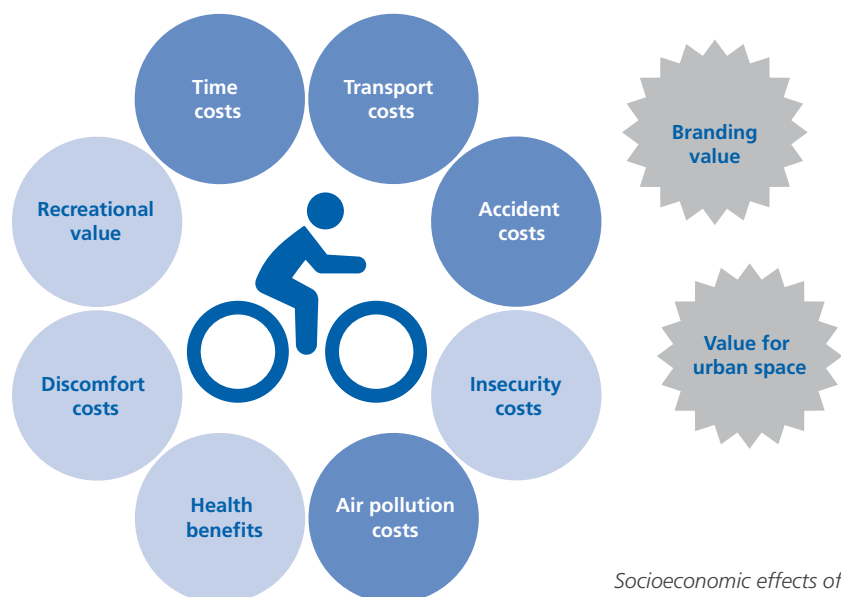 Time
costs
Transport
costs
Branding
value
Recreational
value
Accident
costs
Discomfort
costs
Insecurity
costs
Value for
urban space
Health
benefits
Air pollution
costs
Socioeconomic effects of